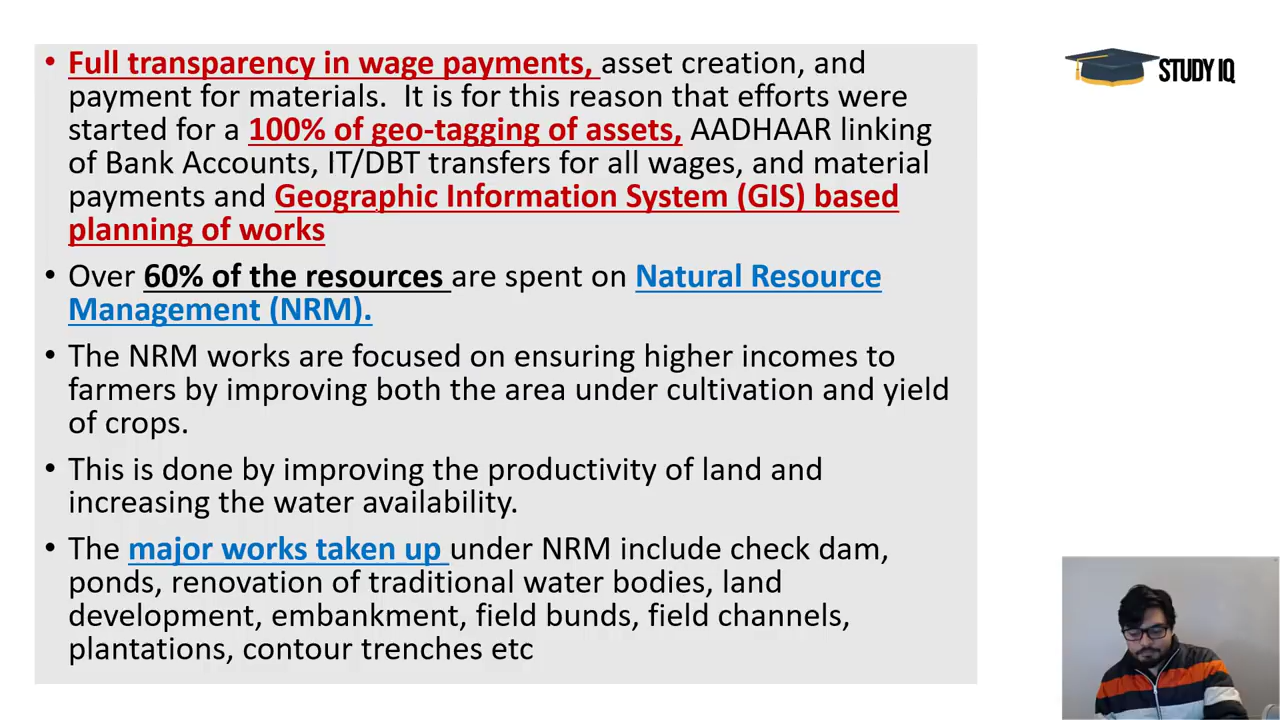 • Full transparency in wage payments, asset creation, and
payment for materials. It is for this reason that efforts were
started for a 100% of geo-tagging of assets, AADHAAR linking
of Bank Accounts, IT/DBT transfers for all wages, and material
payments and Geographic Information System (GIS) based
planning of works
• Over 60% of the resources are spent on Natural Resource
Management (NRM).
• The NRM works are focused on ensuring higher incomes to
farmers by improving both the area under cultivation and yield
of crops.
• This is done by improving the productivity of land and
increasing the water availability.
• The major works taken up under NRM include check dam,
ponds, renovation of traditional water bodies, land
development, embankment, field bunds, field channels,
plantations, contour trenches etc
STUDY IQ